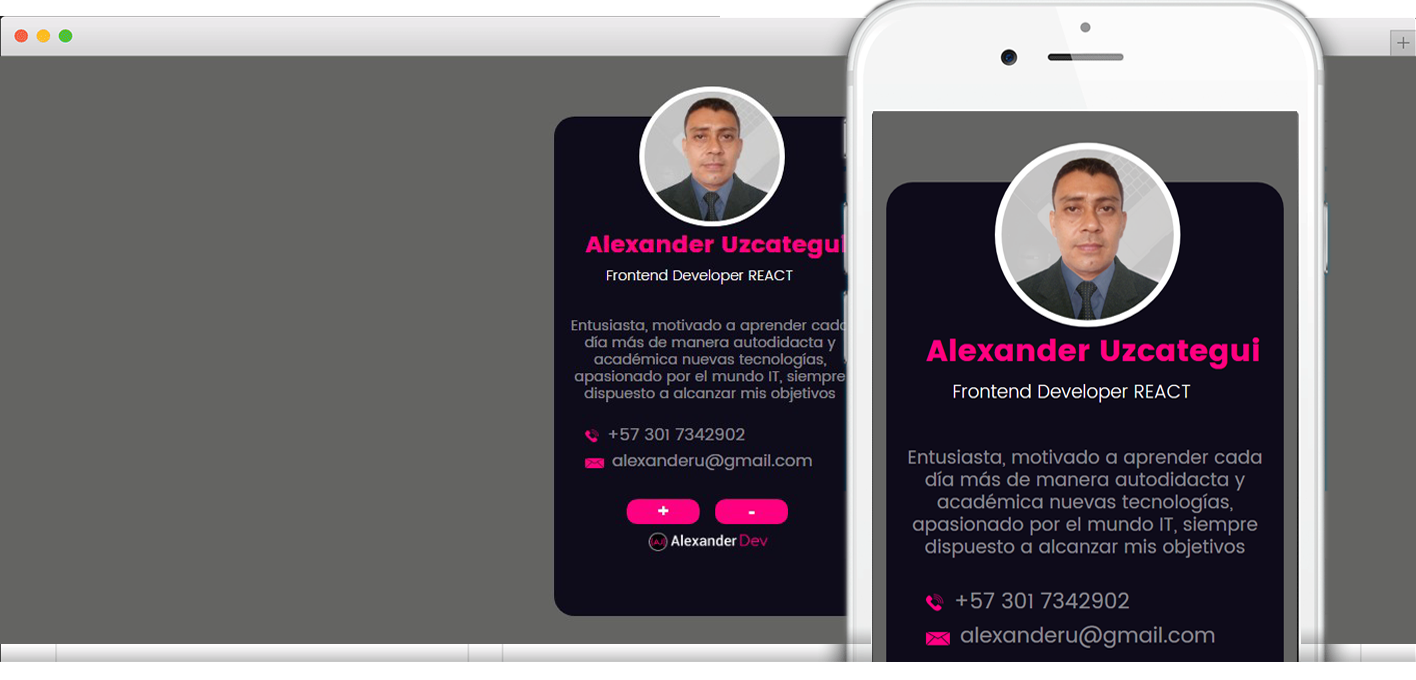 Alexander Uzcategui
Frontend Developer REACT
Entusiasta, motivado a aprender cada
día más de manera autodidacta y
académica nuevas tecnologías,
apasionado por el mundo IT, siempre
dispuesto a alcanzar mis objetivos
+57 301 7342902
alexanderu@gmail.com
+ -
Alexander Dev
Alexander Uzcategui
Frontend Developer REACT
Entusiasta, motivado a aprender cada
día más de manera autodidacta y
académica nuevas tecnologías,
apasionado por el mundo IT, siempre
dispuesto a alcanzar mis objetivos
+57 301 7342902
alexanderu@gmail.com